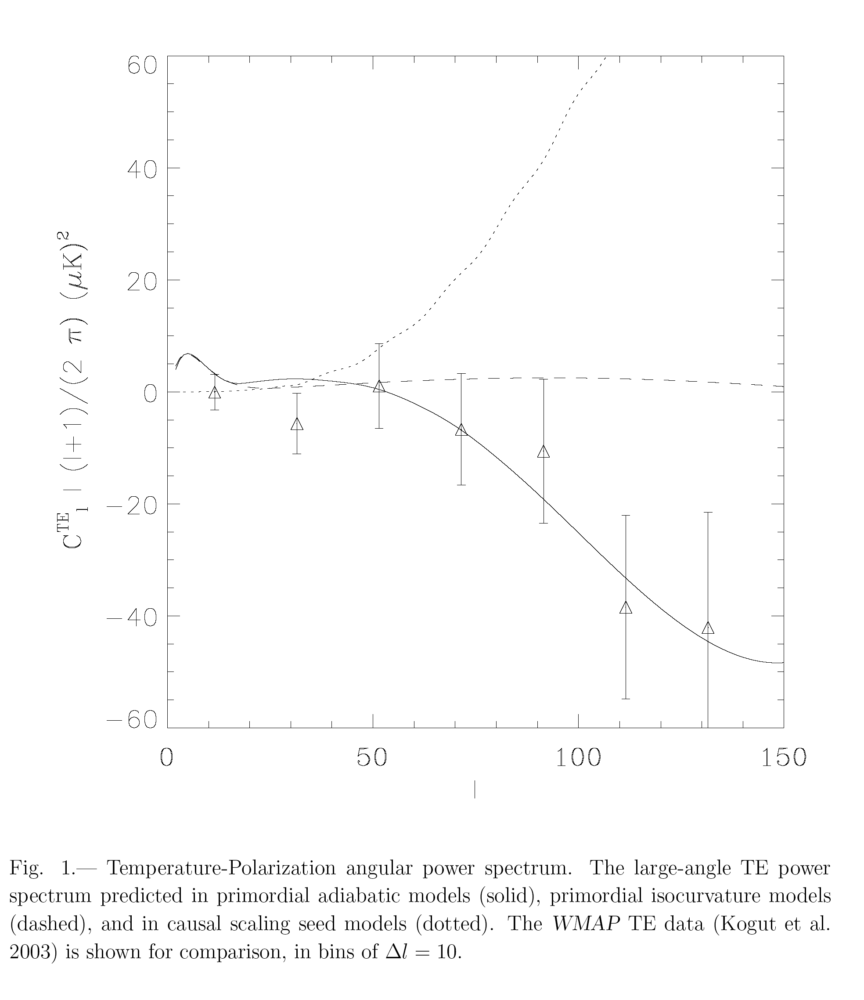 60
40
20
0
−20
−40
−60
C^TE_l l (l+1)/(2 π) (μK)^2
0 50 100 150
l
Fig. 1.— Temperature-Polarization angular power spectrum. The large-angle TE power
spectrum predicted in primordial adiabatic models (solid), primordial isocurvature models
(dashed), and in causal scaling seed models (dotted). The WMAP TE data (Kogut et al.
2003) is shown for comparison, in bins of Δl = 10.